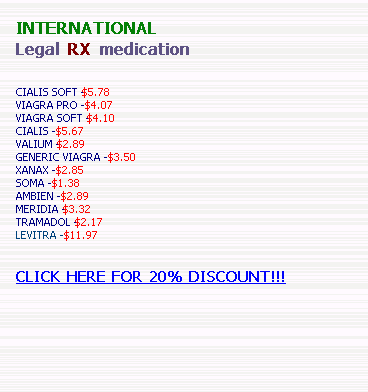 INTERNATIONAL
Legal RX medication
CIALIS SOFT $5.78
VIAGRA PRO -$4.07
VIAGRA SOFT $4.10
CIALIS -$5.67
VALIUM $2.89
GENERIC VIAGRA -$3.50
XANAX -$2.85
SOMA -$1.38
AMBIEN -$2.89
MERIDIA $3.32
TRAMADOL $2.17
LEVITRA -$11.97
CLICK HERE FOR 20% DISCOUNT!!!